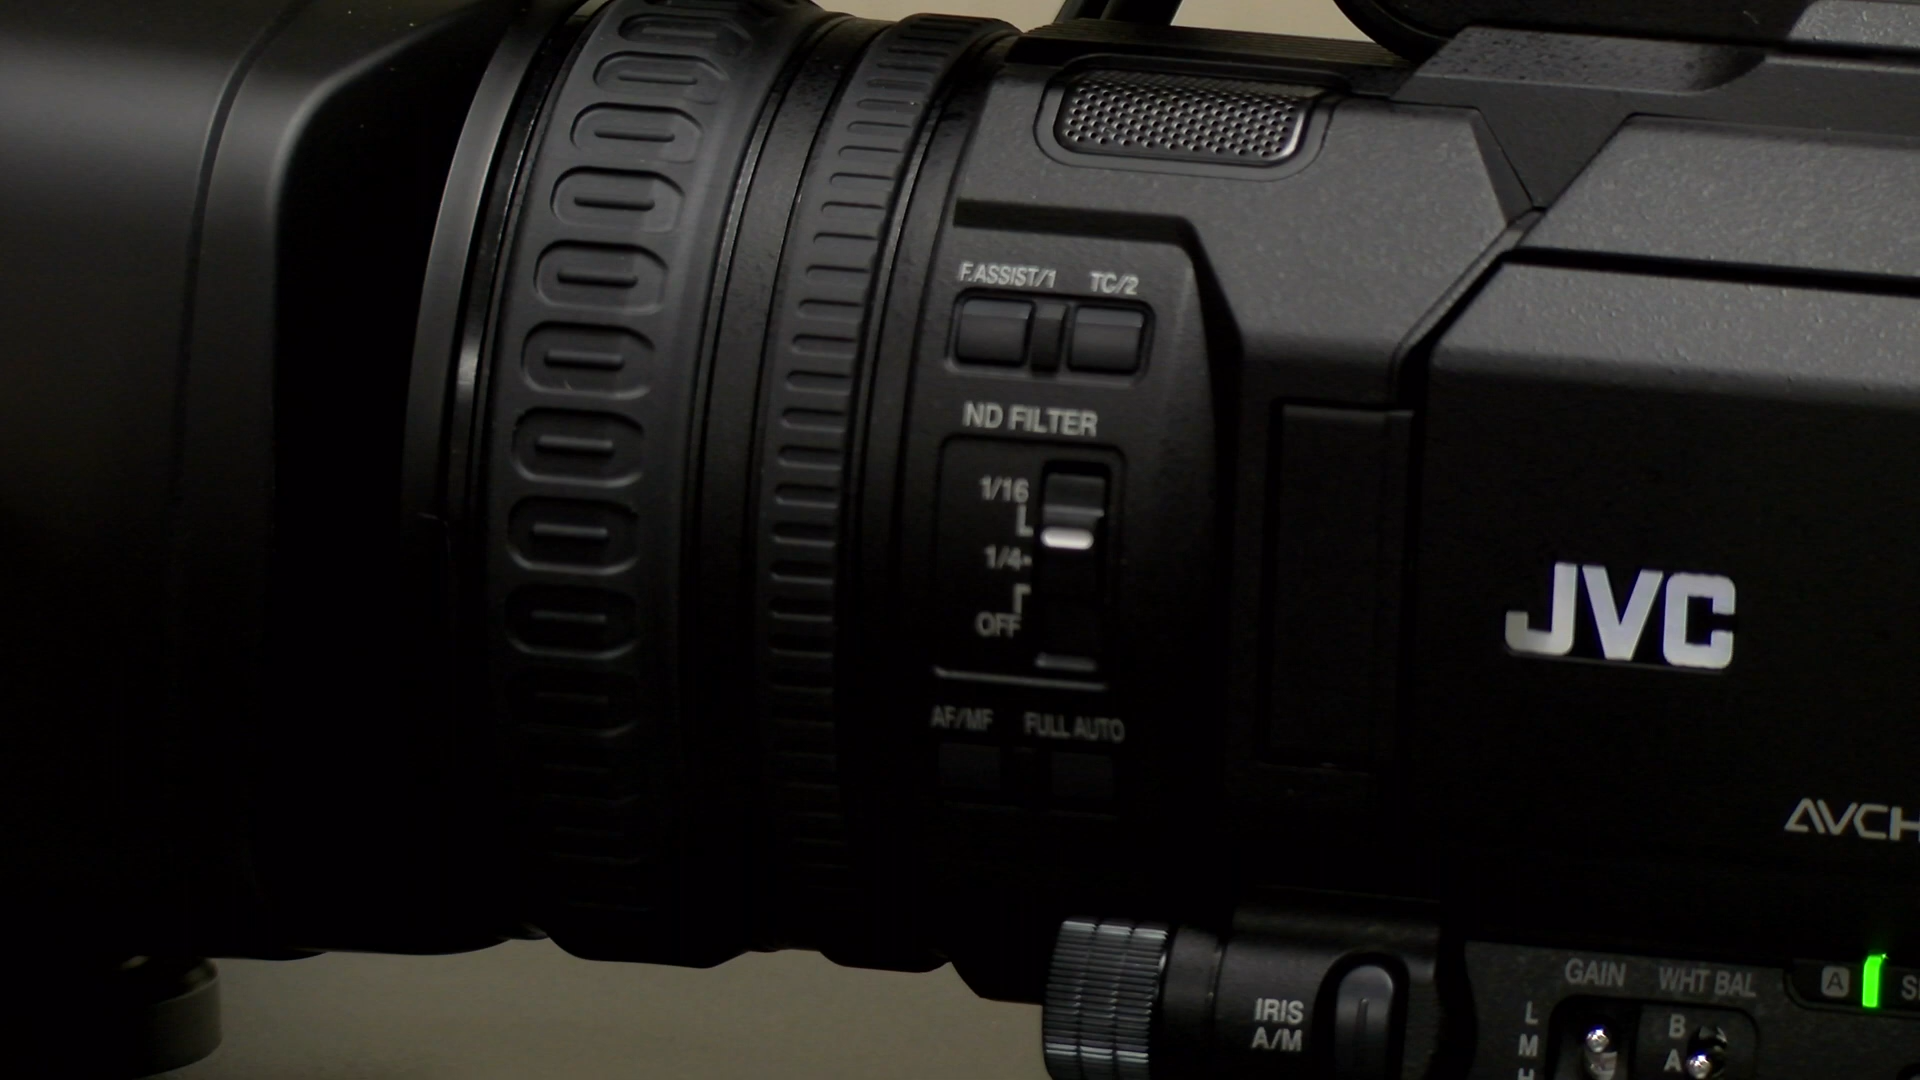 F.ASSIST/1 TC/2
ND FILTER
1/16
1/4
OFF
AF/MF FULL AUTO
JVC
AVCH
GAIN WHT BAL
A
L
M
B
A
IRIS
A/M